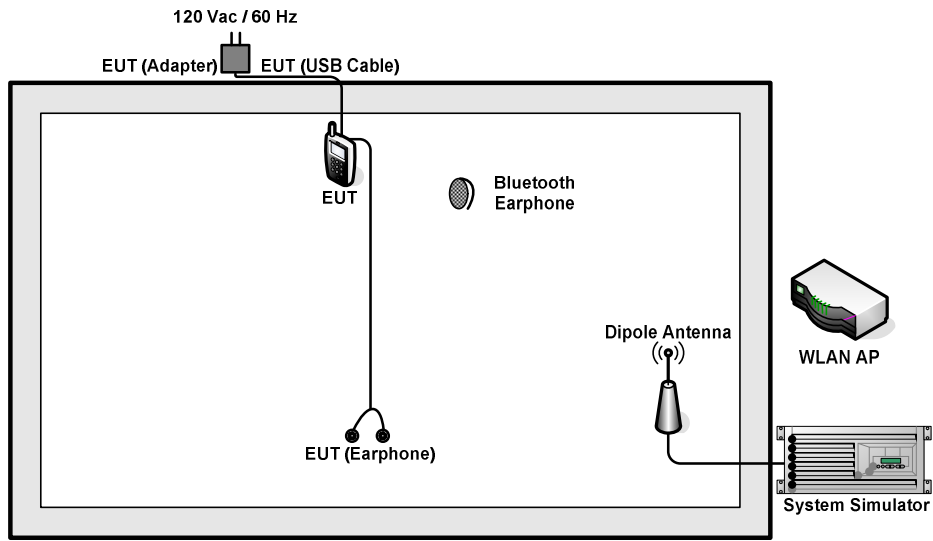 120 Vac / 60 Hz
EUT (Adapter)
EUT (USB Cable)
EUT
Bluetooth
Earphone
Dipole Antenna
WLAN AP
EUT (Earphone)
System Simulator